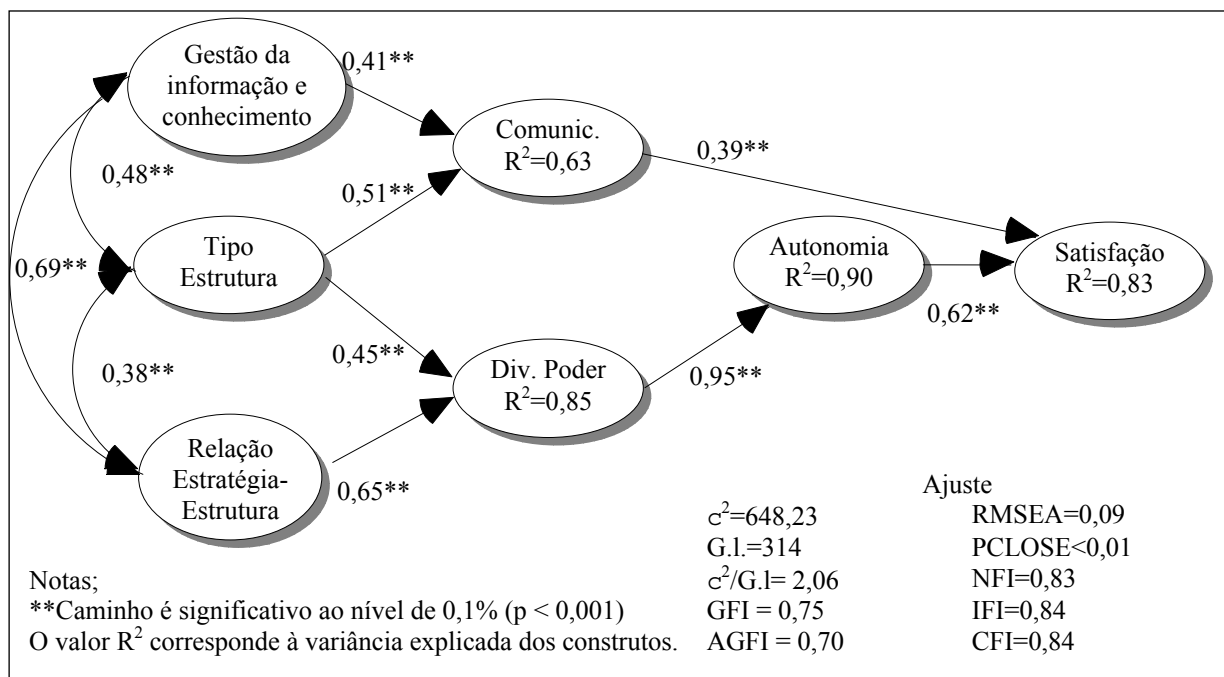 Gestão da
informação e
conhecimento
0,41**
Comunic.
R²=0,63
0,39**
0,48**
0,51**
Tipo
Estrutura
Autonomia
R²=0,90
Satisfação
R²=0,83
0,69**
0,62**
0,45**
0,38**
Div. Poder
R²=0,85
0,95**
Relação
Estratégia-
Estrutura
0,65**
Ajuste
c²=648,23
RMSEA=0,09
G.l.=314
PCLOSE<0,01
c²/G.l= 2,06
NFI=0,83
GFI = 0,75
IFI=0,84
AGFI = 0,70
CFI=0,84
Notas;
**Caminho é significativo ao nível de 0,1% (p < 0,001)
O valor R² corresponde à variância explicada dos construtos.